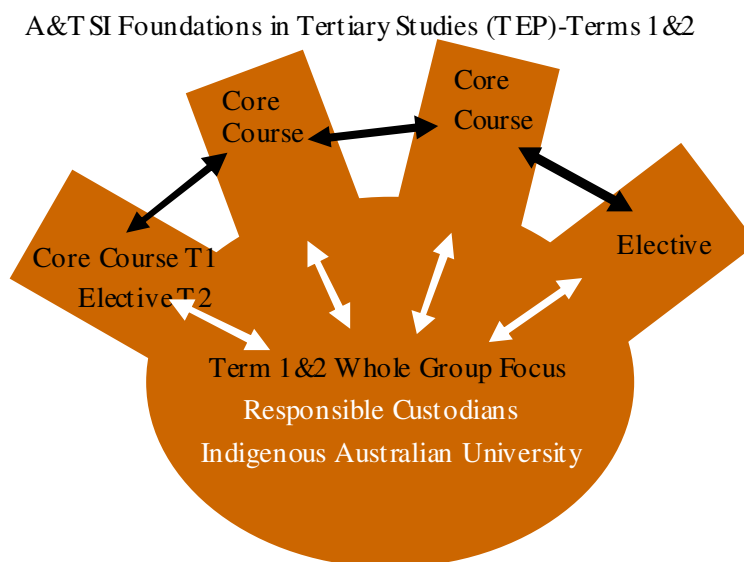 A&TSI Foundations in Tertiary Studies (TEP)-Terms 1&2
Core
Course
Core
Course
Core Course T1
Elective T2
Elective
Term 1&2 Whole Group Focus
Responsible Custodians
Indigenous Australian University